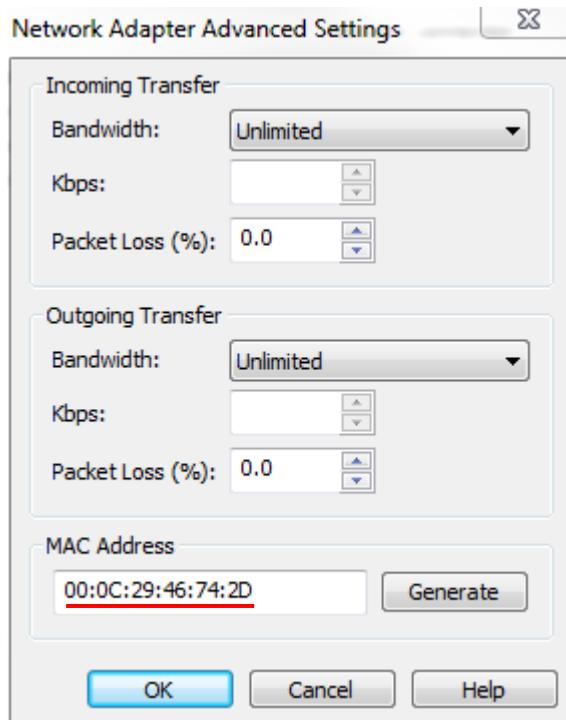 Network Adapter Advanced Settings
Incoming Transfer
Bandwidth: Unlimited
Kbps:
Packet Loss (%): 0.0
Outgoing Transfer
Bandwidth: Unlimited
Kbps:
Packet Loss (%): 0.0
MAC Address
00:0C:29:46:74:2D Generate
OK Cancel Help